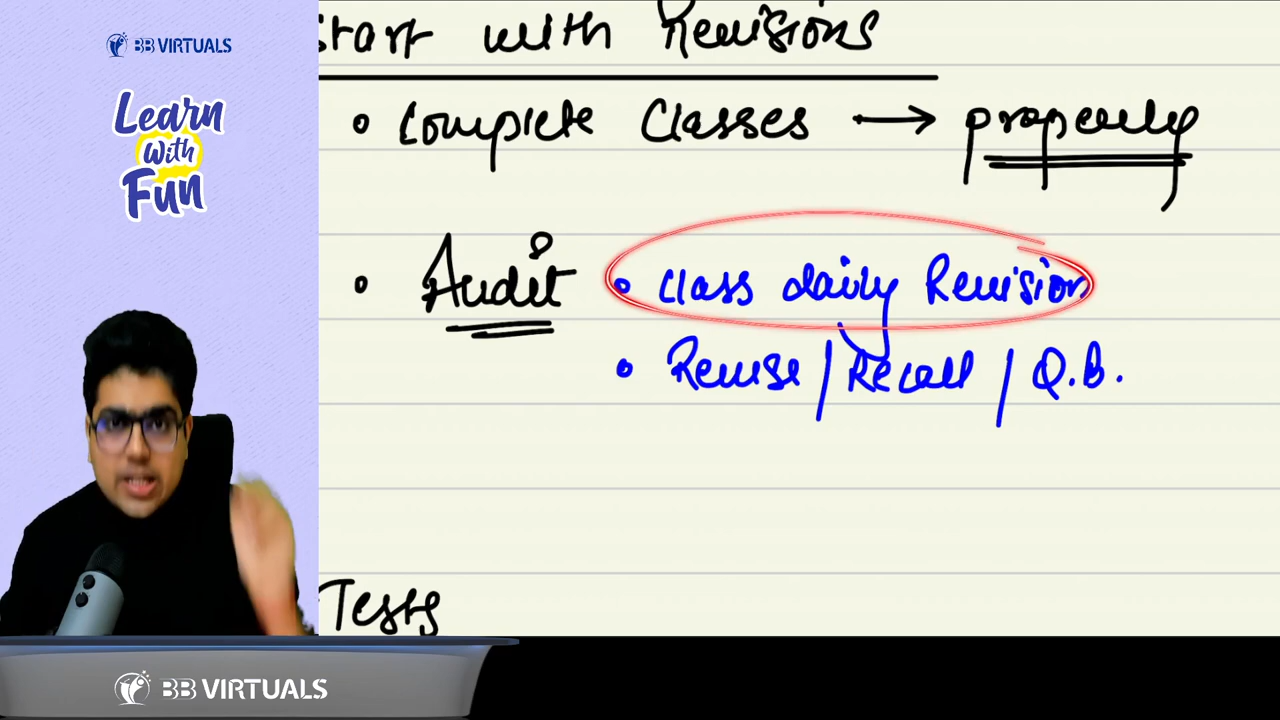 BB VIRTUALS
Learn
With
Fun
Start with Revisions
• Complete Classes → properly
• Audit: • Class daily Revision
• Revise / Recall / Q.B.
Tests
BB VIRTUALS